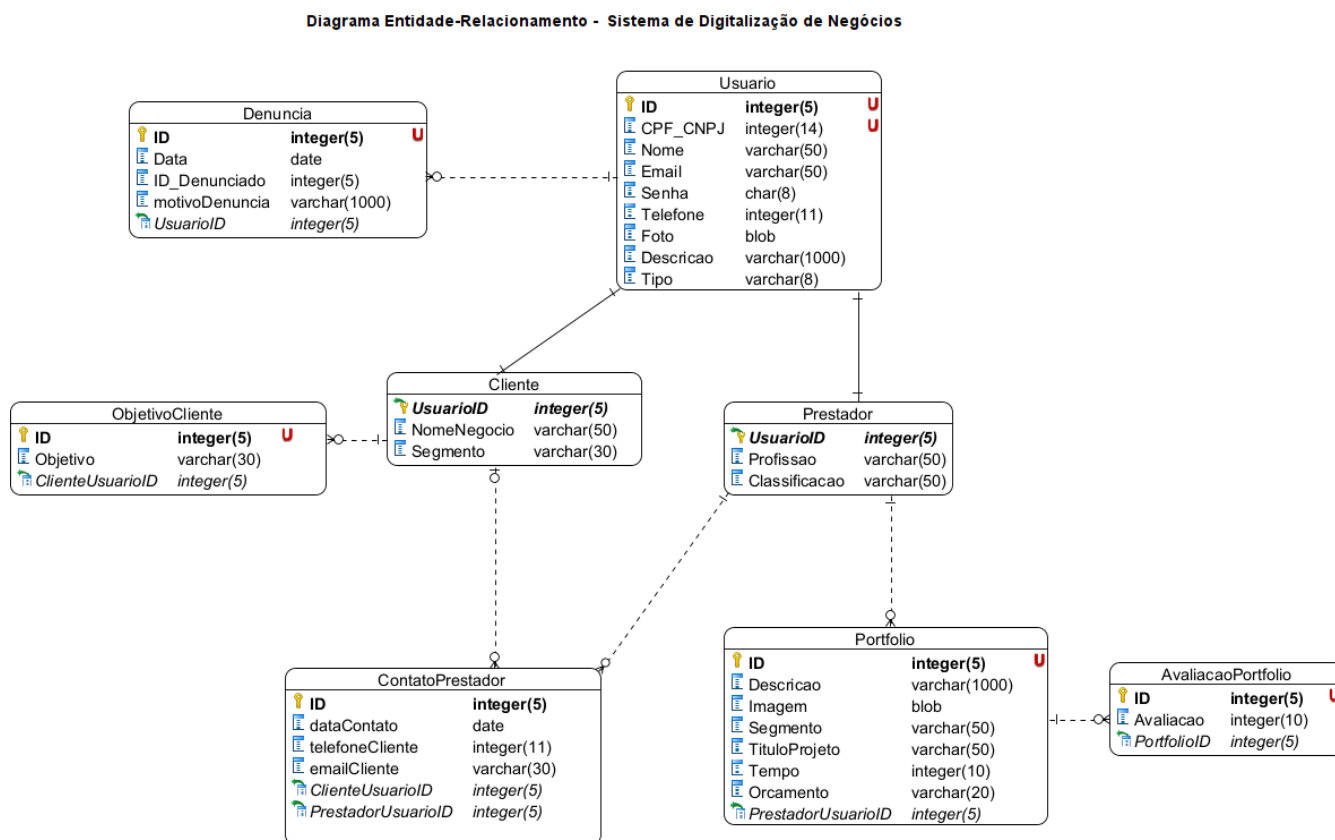 Diagrama Entidade-Relacionamento - Sistema de Digitalização de Negócios
Usuario
ID integer(5) U
CPF_CNPJ integer(14) U
Nome varchar(50)
Email varchar(50)
Senha char(8)
Telefone integer(11)
Foto blob
Descricao varchar(1000)
Tipo varchar(8)
Denuncia
ID integer(5) U
Data date
ID_Denunciado integer(5)
motivoDenuncia varchar(1000)
UsuarioID integer(5)
Cliente
UsuarioID integer(5)
NomeNegocio varchar(50)
Segmento varchar(30)
ObjetivoCliente
ID integer(5) U
Objetivo varchar(30)
ClienteUsuarioID integer(5)
Prestador
UsuarioID integer(5)
Profissao varchar(50)
Classificacao varchar(50)
ContatoPrestador
ID integer(5)
dataContato date
telefoneCliente integer(11)
emailCliente varchar(30)
ClienteUsuarioID integer(5)
PrestadorUsuarioID integer(5)
Portfolio
ID integer(5) U
Descricao varchar(1000)
Imagem blob
Segmento varchar(50)
TituloProjeto varchar(50)
Tempo integer(10)
Orcamento varchar(20)
PrestadorUsuarioID integer(5)
AvaliacaoPortfolio
ID integer(5) U
Avaliacao integer(10)
PortfolioID integer(5)